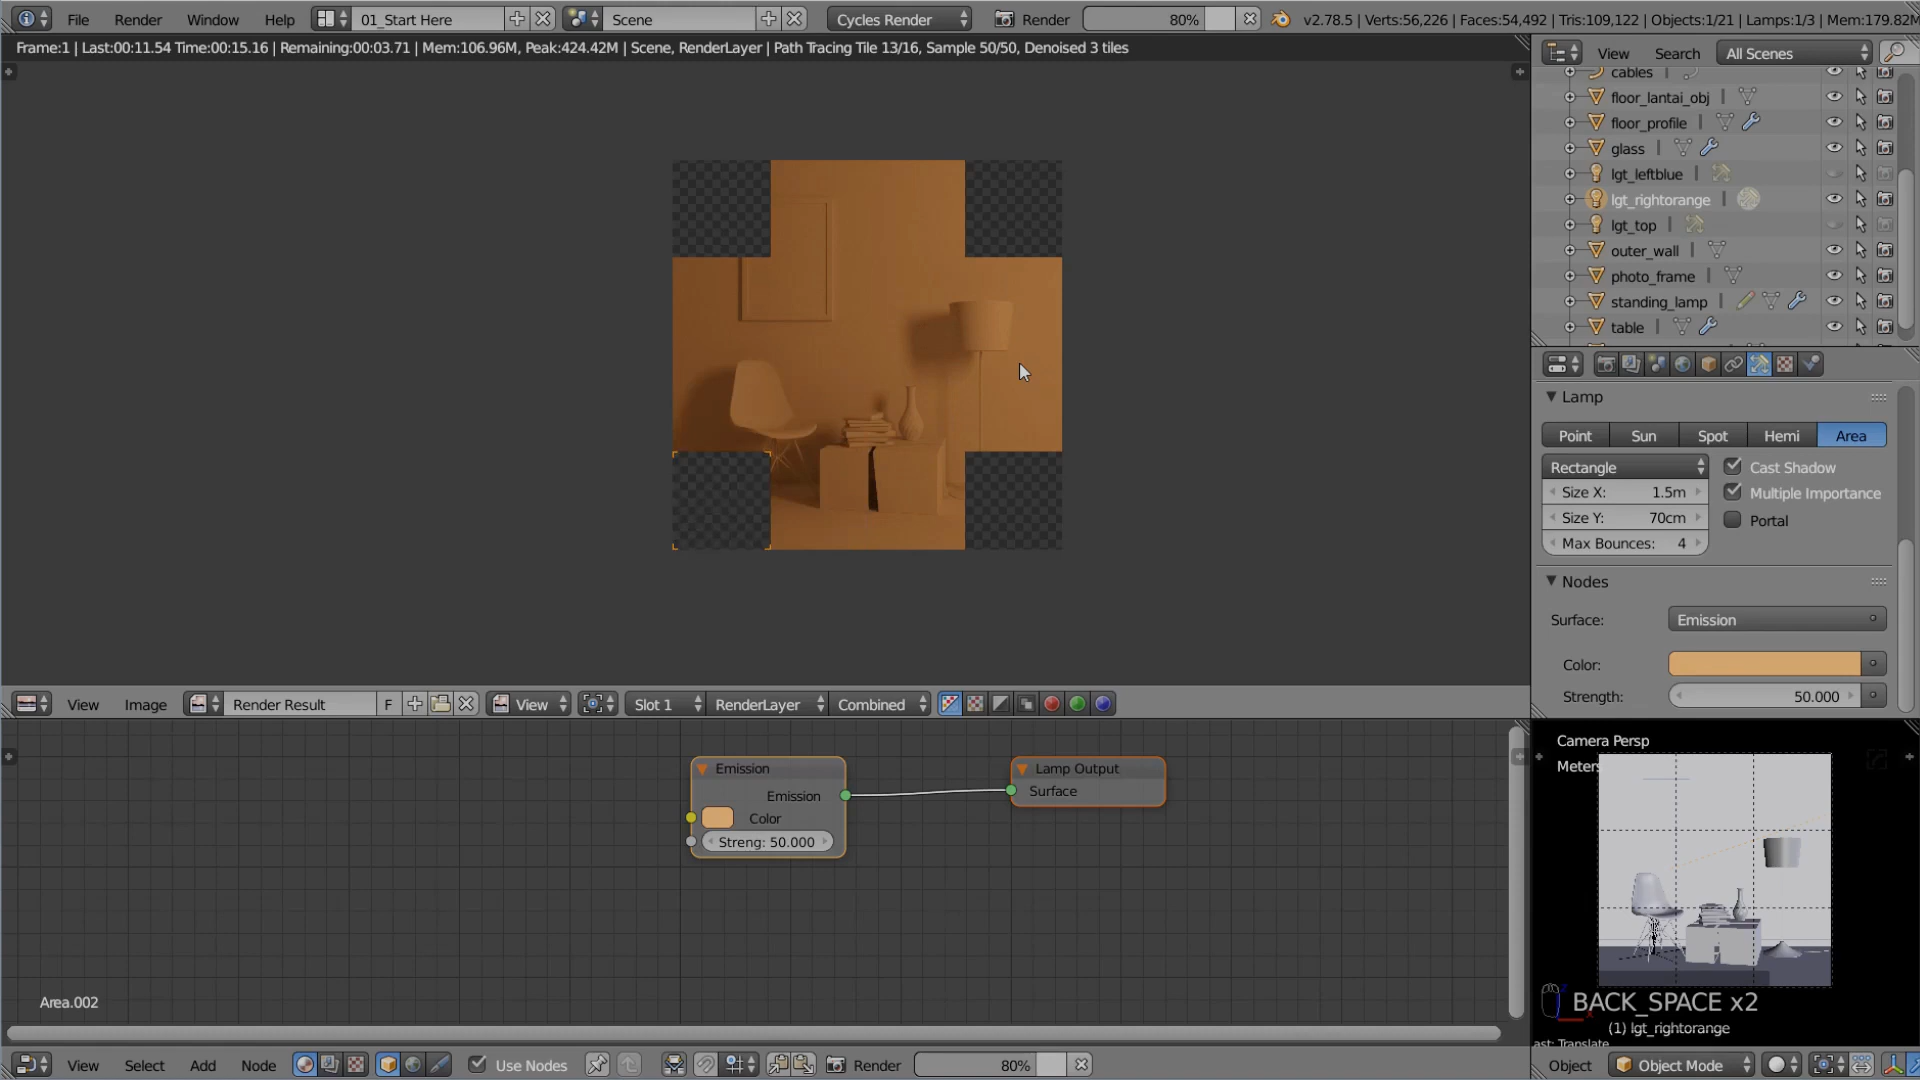 File Render Window Help 01_Start Here Scene Cycles Render Render 80% v2.78.5 | Verts:56,226 | Faces:54,492 | Tris:109,122 | Objects:1/21 | Lamps:1/3 | Mem:179.82M
Frame:1 | Last:00:11.54 Time:00:15.16 | Remaining:00:03.71 | Mem:106.96M, Peak:424.42M | Scene, RenderLayer | Path Tracing Tile 13/16, Sample 50/50, Denoised 3 tiles
View Search All Scenes
cables
floor_lantai_obj
floor_profile
glass
lgt_leftblue
lgt_rightorange
lgt_top
outer_wall
photo_frame
standing_lamp
table
Lamp
Point Sun Spot Hemi Area
Rectangle Cast Shadow
Size X: 1.5m Multiple Importance
Size Y: 70cm Portal
Max Bounces: 4
Nodes
Surface: Emission
Color:
Strength: 50.000
View Image Render Result F View Slot 1 RenderLayer Combined
Emission
Emission
Color
Streng: 50.000
Lamp Output
Surface
Area.002
Camera Persp
Meters
BACK_SPACE x2
(1) lgt_rightorange
ast: Translate
View Select Add Node Use Nodes Render 80%
Object Object Mode